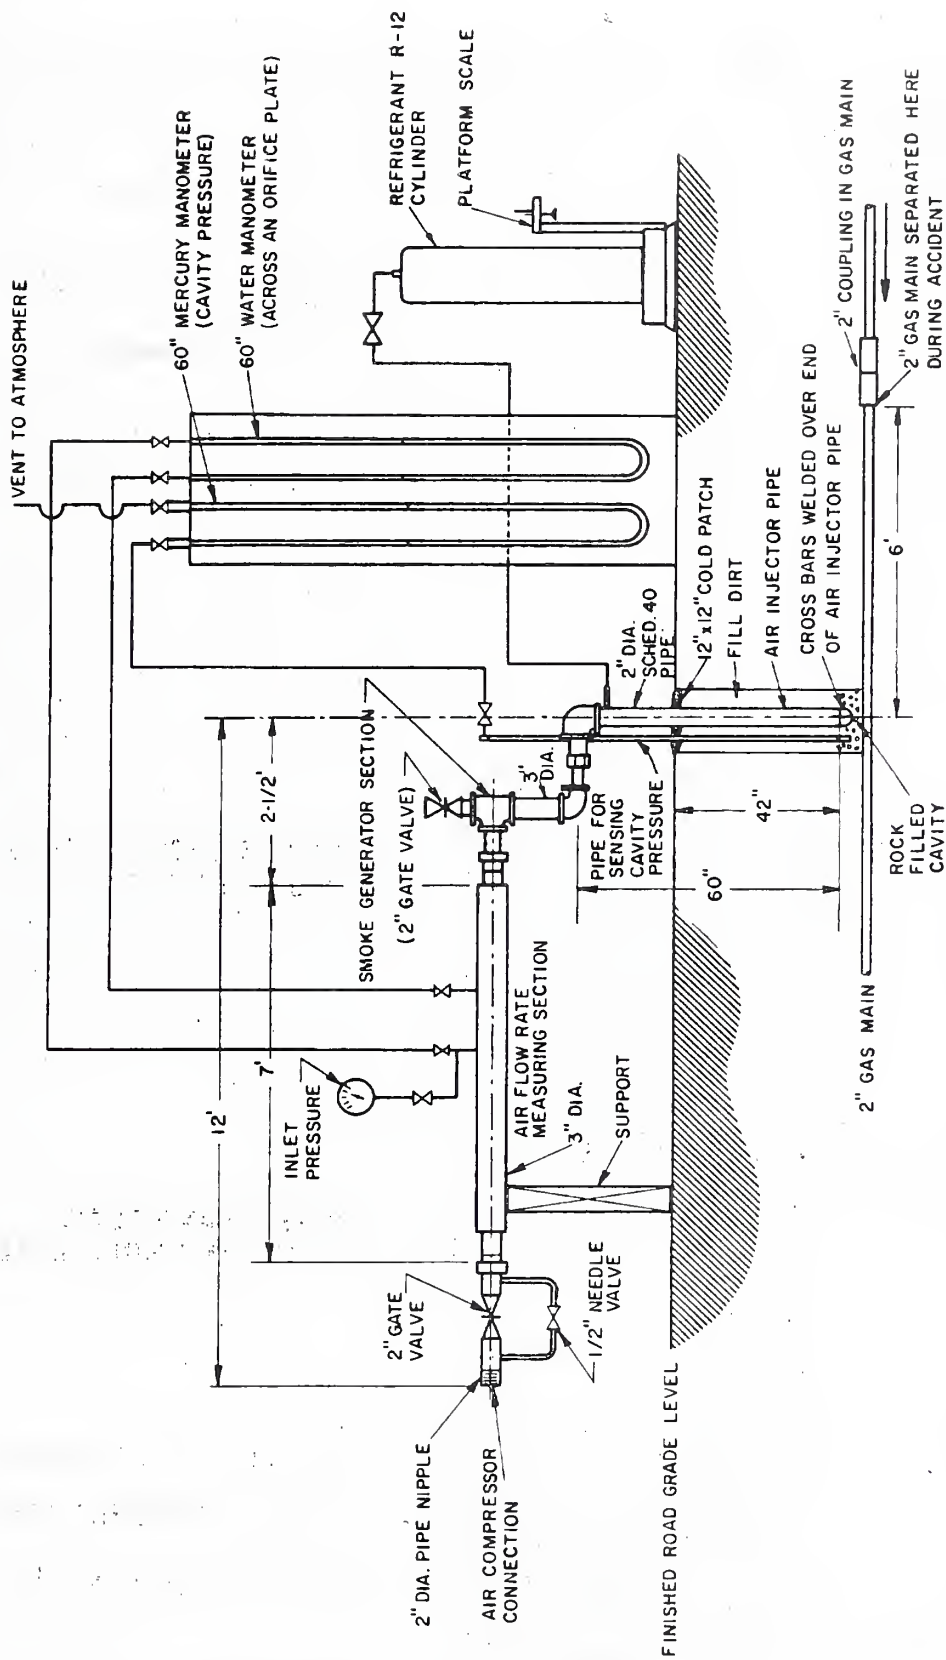 VENT TO ATMOSPHERE
60" MERCURY MANOMETER
(CAVITY PRESSURE)
60" WATER MANOMETER
(ACROSS AN ORIFICE PLATE)
REFRIGERANT R-12
CYLINDER
PLATFORM SCALE
12'
7'
2-1/2'
INLET
PRESSURE
SMOKE GENERATOR SECTION
(2" GATE VALVE)
2" GATE
VALVE
2" DIA. PIPE NIPPLE
AIR COMPRESSOR
CONNECTION
1/2" NEEDLE
VALVE
AIR FLOW RATE
MEASURING SECTION
3" DIA.
SUPPORT
3"
DIA.
2" DIA.
SCHED. 40
PIPE
PIPE FOR
SENSING
CAVITY
PRESSURE
60"
42"
12" x 12" COLD PATCH
FILL DIRT
AIR INJECTOR PIPE
CROSS BARS WELDED OVER END
OF AIR INJECTOR PIPE
FINISHED ROAD GRADE LEVEL
2" GAS MAIN
ROCK
FILLED
CAVITY
6'
2" COUPLING IN GAS MAIN
2" GAS MAIN SEPARATED HERE
DURING ACCIDENT